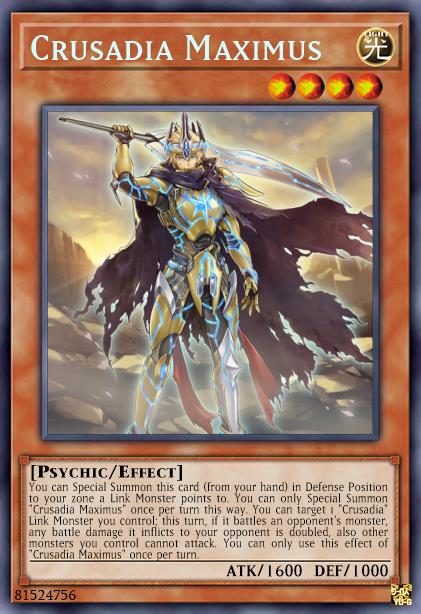 CRUSADIA MAXIMUS
LIGHT
光
[PSYCHIC/EFFECT]
You can Special Summon this card (from your hand) in Defense Position
to your zone a Link Monster points to. You can only Special Summon
"Crusadia Maximus" once per turn this way. You can target 1 "Crusadia"
Link Monster you control; this turn, if it battles an opponent's monster,
any battle damage it inflicts to your opponent is doubled, also other
monsters you control cannot attack. You can only use this effect of
"Crusadia Maximus" once per turn.
ATK/1600 DEF/1000
81524756